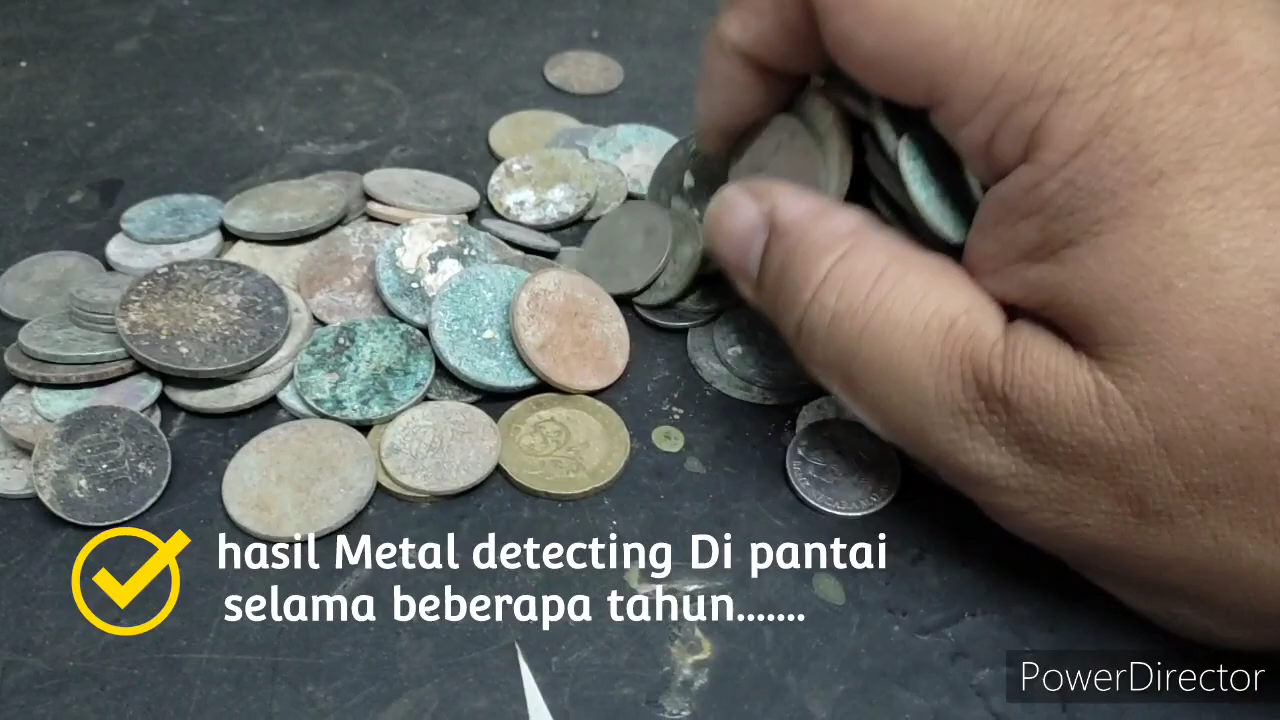 hasil Metal detecting Di pantai
selama beberapa tahun.......
PowerDirector